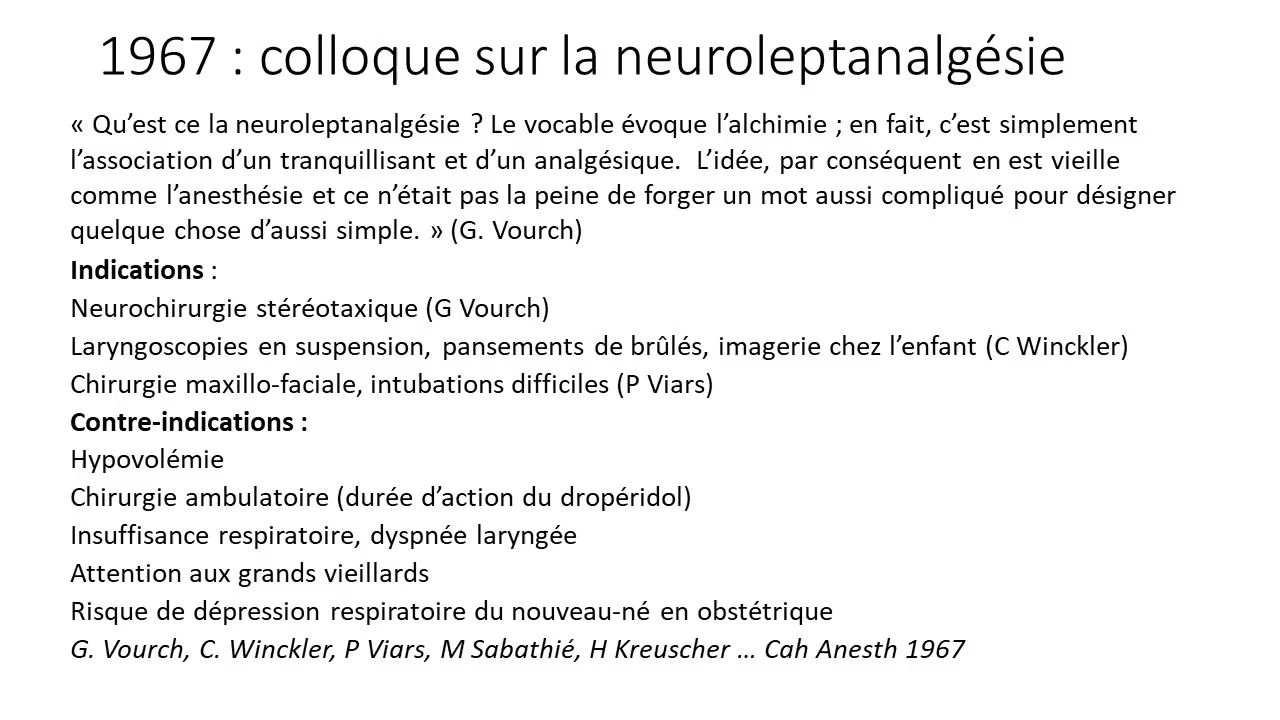 1967 : colloque sur la neuroleptanalgésie
« Qu’est ce la neuroleptanalgésie ? Le vocable évoque l’alchimie ; en fait, c’est simplement
l’association d’un tranquillisant et d’un analgésique.  L’idée, par conséquent en est vieille
comme l’anesthésie et ce n’était pas la peine de forger un mot aussi compliqué pour désigner
quelque chose d’aussi simple. » (G. Vourch)
Indications :
Neurochirurgie stéréotaxique (G Vourch)
Laryngoscopies en suspension, pansements de brûlés, imagerie chez l’enfant (C Winckler)
Chirurgie maxillo-faciale, intubations difficiles (P Viars)
Contre-indications :
Hypovolémie
Chirurgie ambulatoire (durée d’action du dropéridol)
Insuffisance respiratoire, dyspnée laryngée
Attention aux grands vieillards
Risque de dépression respiratoire du nouveau-né en obstétrique
G. Vourch, C. Winckler, P Viars, M Sabathié, H Kreuscher … Cah Anesth 1967